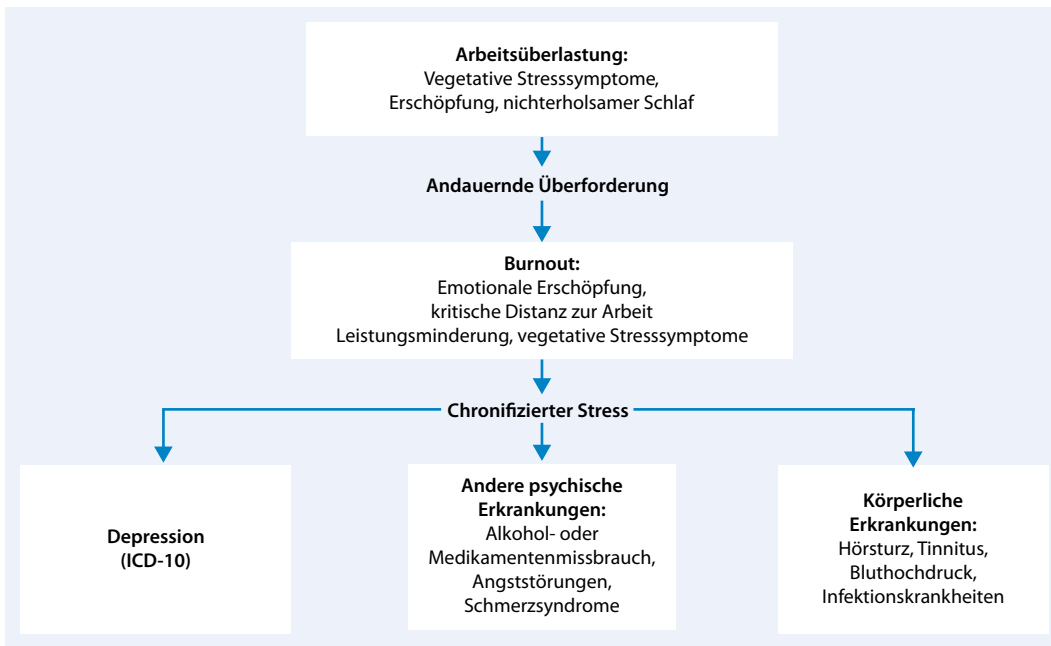 Arbeitsüberlastung:
Vegetative Stresssymptome,
Erschöpfung, nichterholsamer Schlaf
Andauernde Überforderung
Burnout:
Emotionale Erschöpfung,
kritische Distanz zur Arbeit
Leistungsminderung, vegetative Stresssymptome
Chronifizierter Stress
Depression
(ICD-10)
Andere psychische
Erkrankungen:
Alkohol- oder
Medikamentenmissbrauch,
Angststörungen,
Schmerzsyndrome
Körperliche
Erkrankungen:
Hörsturz, Tinnitus,
Bluthochdruck,
Infektionskrankheiten